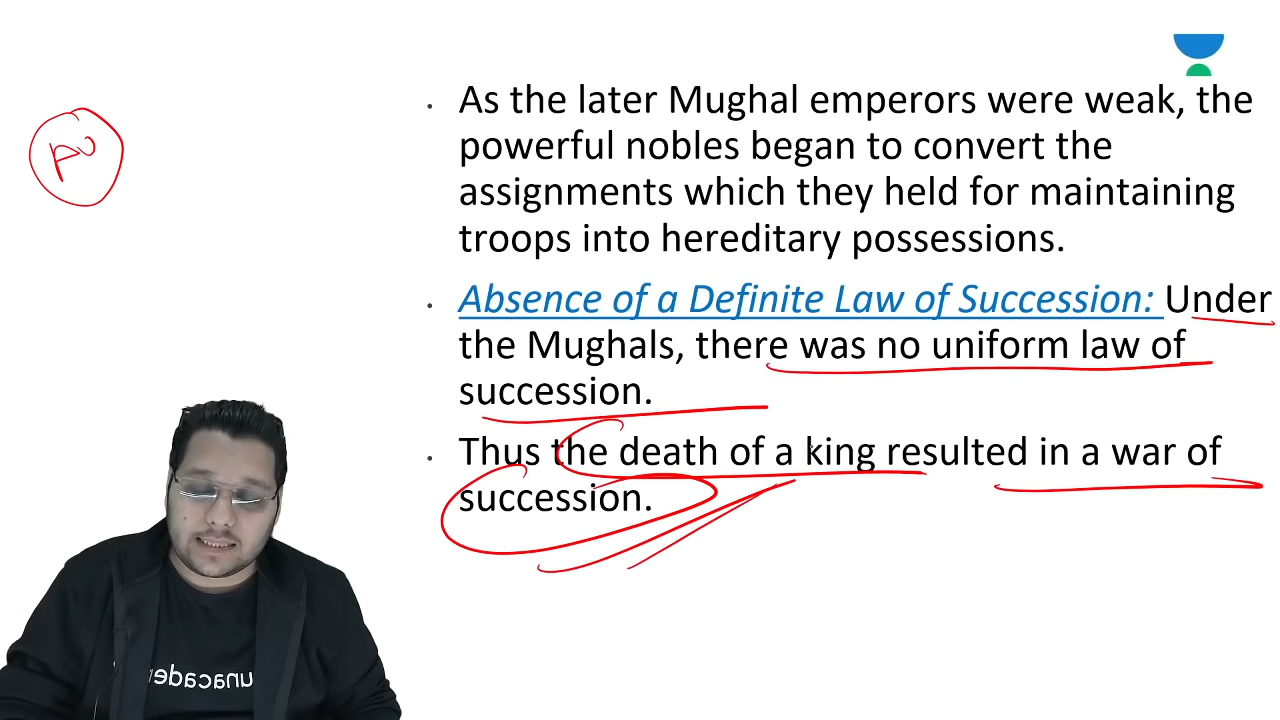 As the later Mughal emperors were weak, the
powerful nobles began to convert the
assignments which they held for maintaining
troops into hereditary possessions.
Absence of a Definite Law of Succession: Under
the Mughals, there was no uniform law of
succession.
Thus the death of a king resulted in a war of
succession.